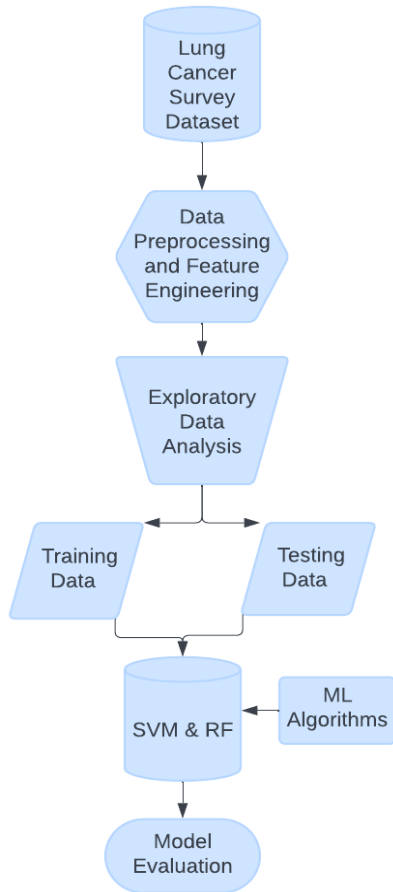 Lung
Cancer
Survey
Dataset
Data
Preprocessing
and Feature
Engineering
Exploratory
Data
Analysis
Training
Data
Testing
Data
SVM & RF
ML
Algorithms
Model
Evaluation